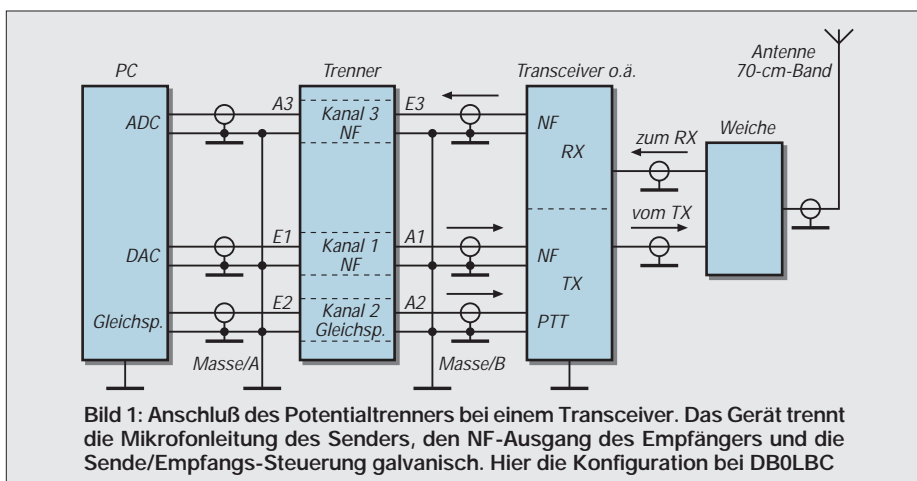 PC
Trenner
Transceiver o.ä.
Antenne
70-cm-Band
ADC
A3
Kanal 3
NF
E3
NF
RX
zum RX
Weiche
DAC
E1
Kanal 1
NF
A1
NF
TX
vom TX
Gleichsp.
E2
Kanal 2
Gleichsp.
A2
PTT
Masse/A
Masse/B
Bild 1: Anschluß des Potentialtrenners bei einem Transceiver. Das Gerät trennt
die Mikrofonleitung des Senders, den NF-Ausgang des Empfängers und die
Sende/Empfangs-Steuerung galvanisch. Hier die Konfiguration bei DB0LBC